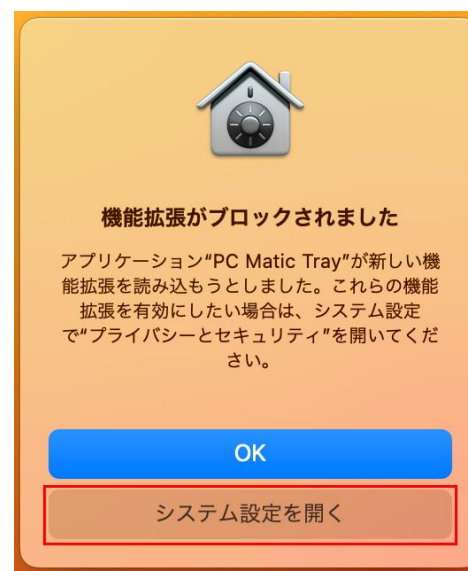 機能拡張がブロックされました
アプリケーション“PC Matic Tray”が新しい機
能拡張を読み込もうとしました。これらの機能
拡張を有効にしたい場合は、システム設定
で“プライバシーとセキュリティ”を開いてくだ
さい。
OK
システム設定を開く